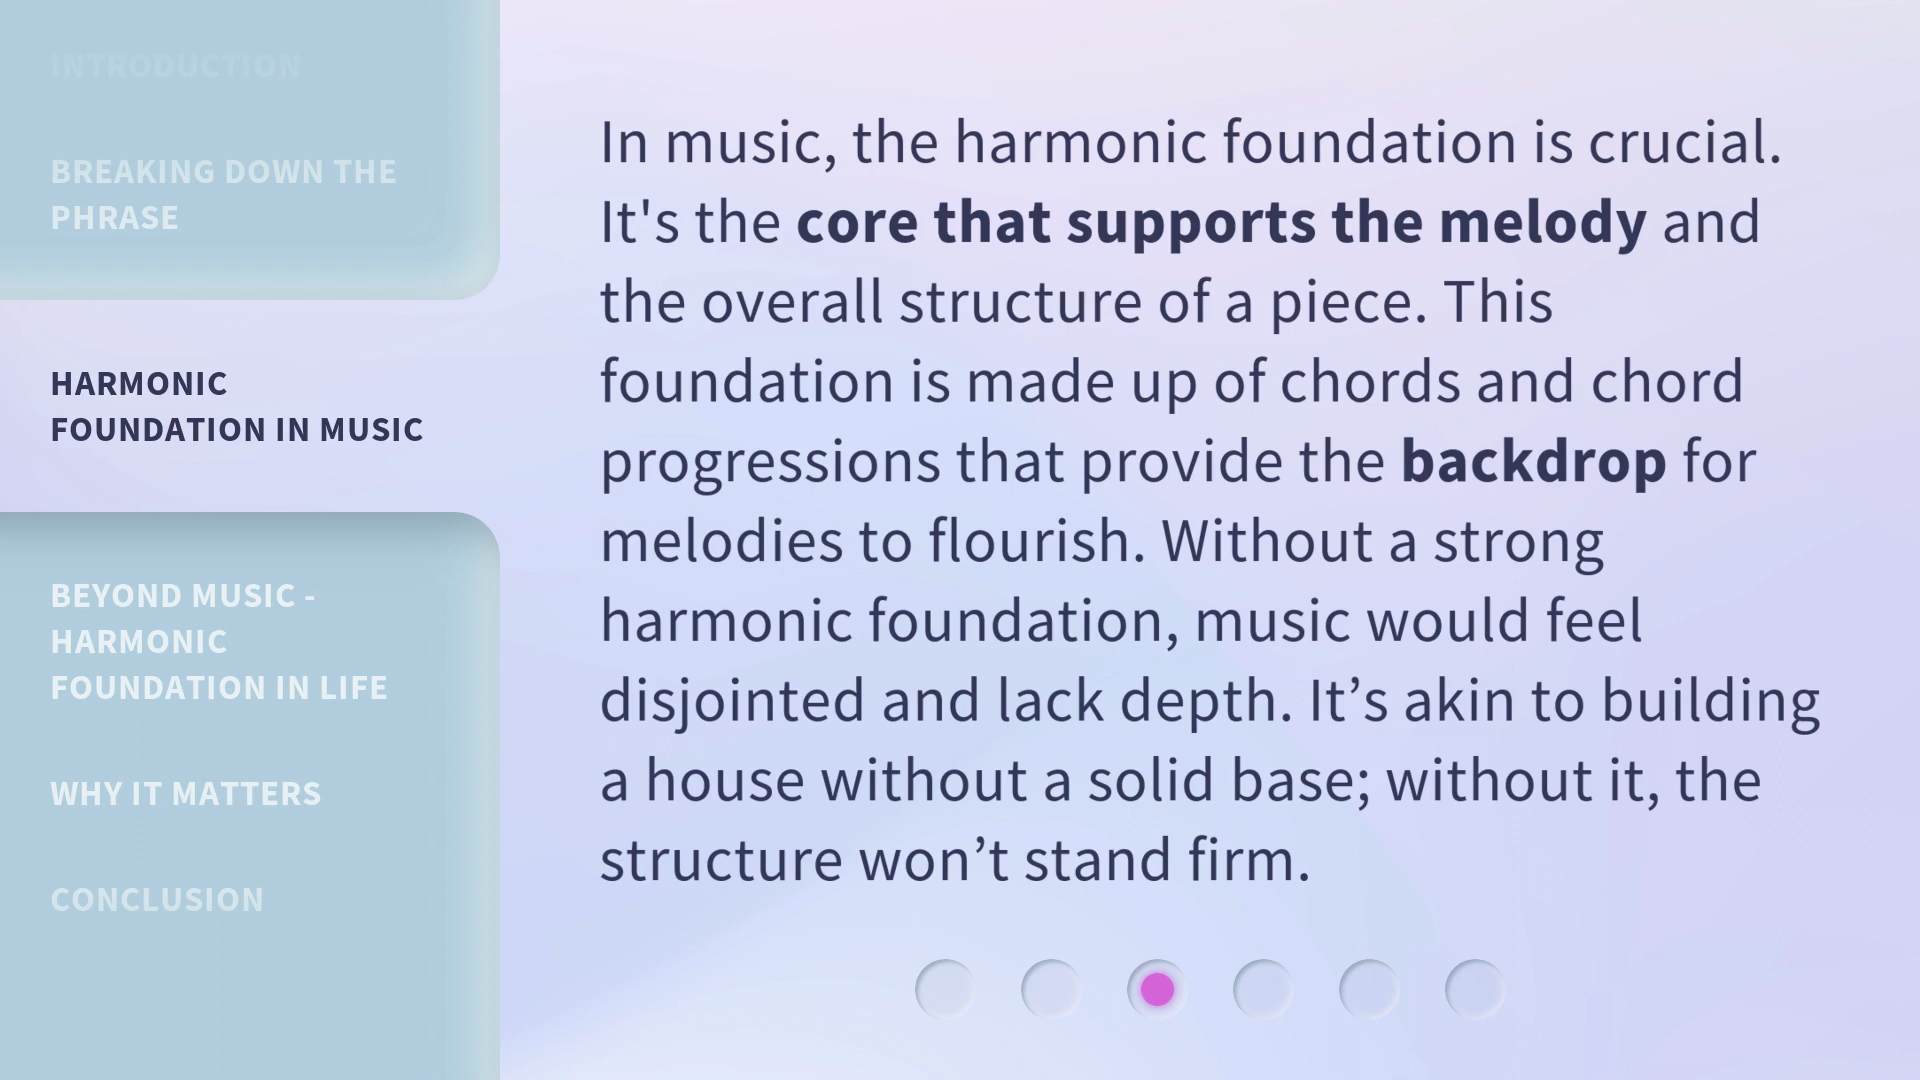 INTRODUCTION
BREAKING DOWN THE
PHRASE
HARMONIC
FOUNDATION IN MUSIC
BEYOND MUSIC -
HARMONIC
FOUNDATION IN LIFE
WHY IT MATTERS
CONCLUSION
In music, the harmonic foundation is crucial.
It's the core that supports the melody and
the overall structure of a piece. This
foundation is made up of chords and chord
progressions that provide the backdrop for
melodies to flourish. Without a strong
harmonic foundation, music would feel
disjointed and lack depth. It’s akin to building
a house without a solid base; without it, the
structure won’t stand firm.